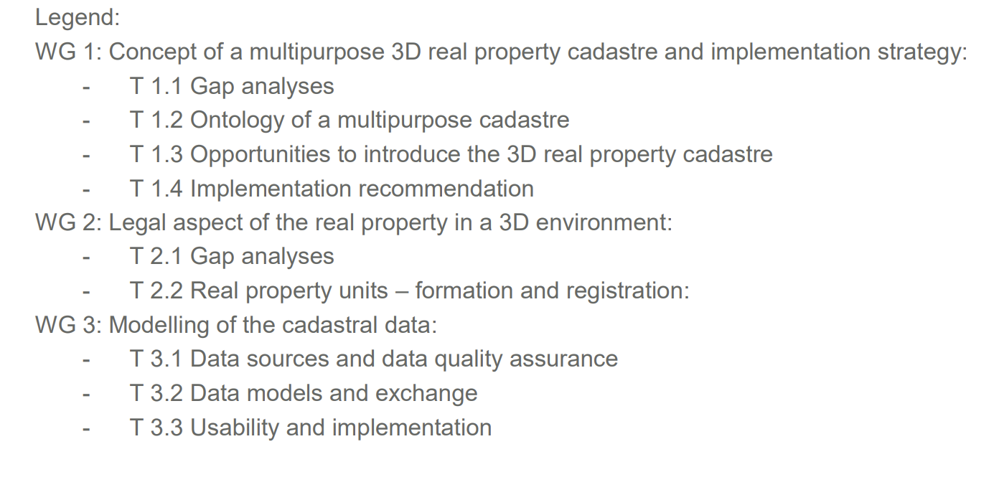 Legend:
WG 1: Concept of a multipurpose 3D real property cadastre and implementation strategy:
- T 1.1 Gap analyses
- T 1.2 Ontology of a multipurpose cadastre
- T 1.3 Opportunities to introduce the 3D real property cadastre
- T 1.4 Implementation recommendation
WG 2: Legal aspect of the real property in a 3D environment:
- T 2.1 Gap analyses
- T 2.2 Real property units – formation and registration:
WG 3: Modelling of the cadastral data:
- T 3.1 Data sources and data quality assurance
- T 3.2 Data models and exchange
- T 3.3 Usability and implementation